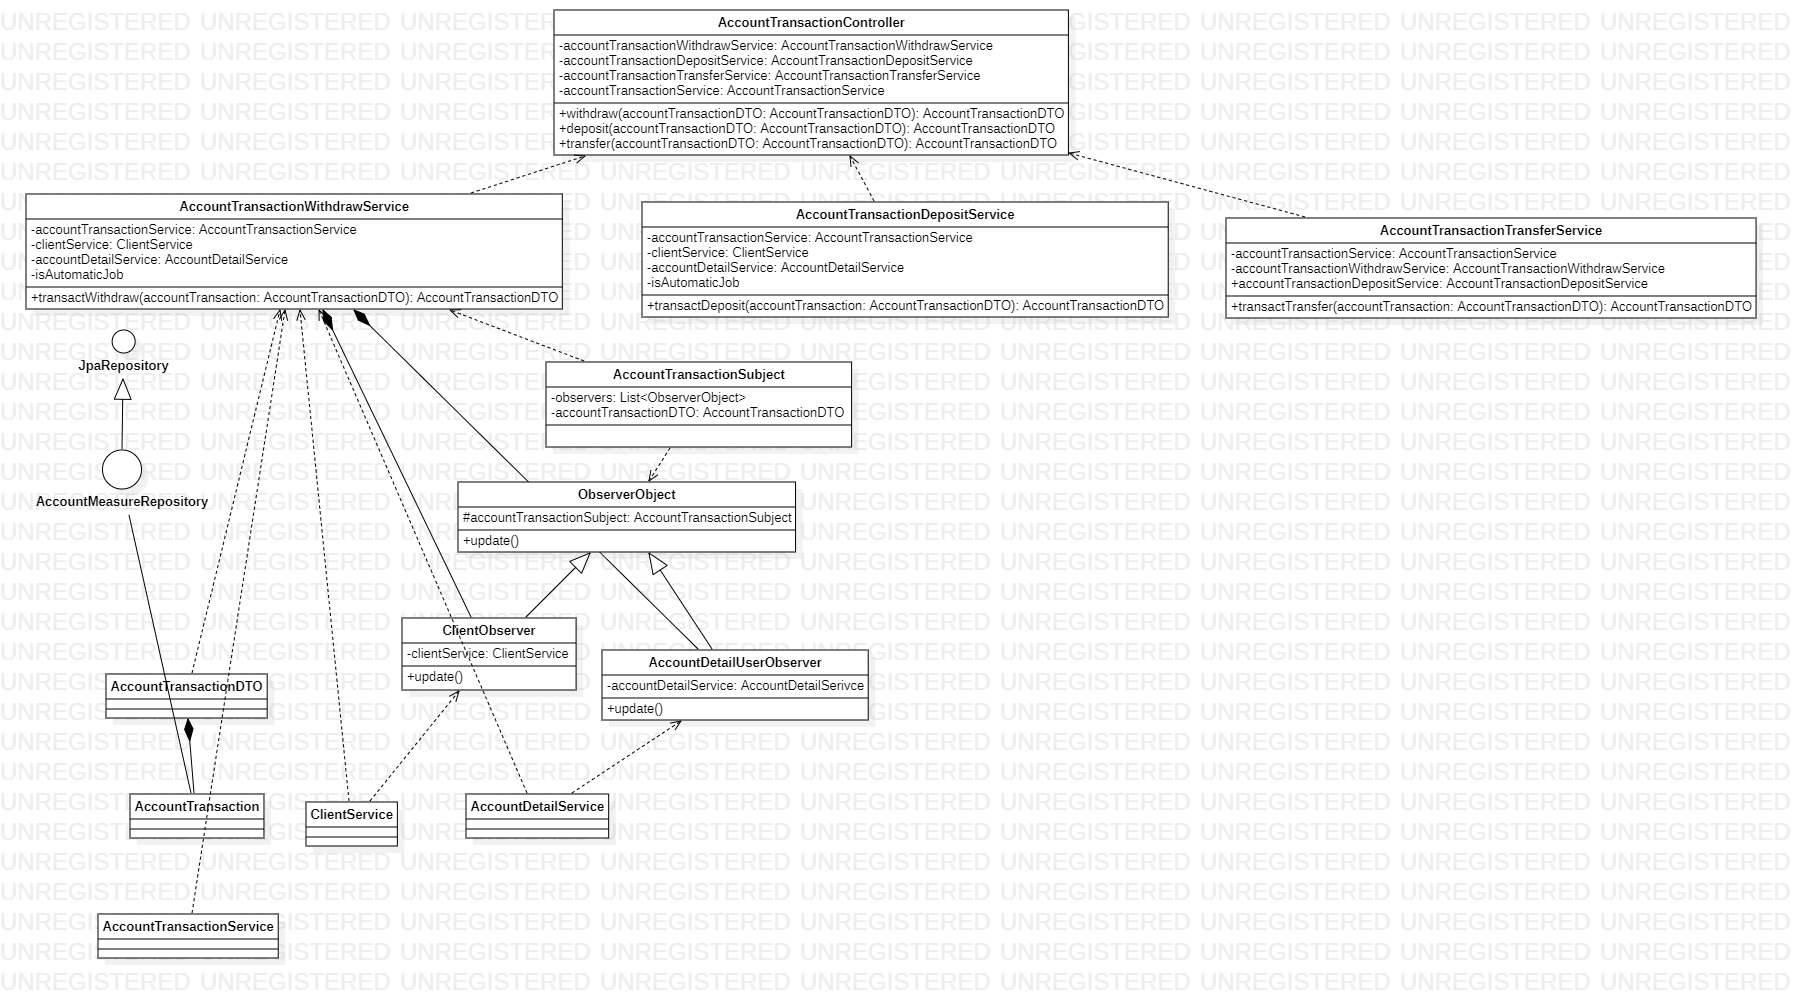 AccountTransactionController
-accountTransactionWithdrawService: AccountTransactionWithdrawService
-accountTransactionDepositService: AccountTransactionDepositService
-accountTransactionTransferService: AccountTransactionTransferService
-accountTransactionService: AccountTransactionService
+withdraw(accountTransactionDTO: AccountTransactionDTO): AccountTransactionDTO
+deposit(accountTransactionDTO: AccountTransactionDTO): AccountTransactionDTO
+transfer(accountTransactionDTO: AccountTransactionDTO): AccountTransactionDTO
AccountTransactionWithdrawService
-accountTransactionService: AccountTransactionService
-clientService: ClientService
-accountDetailService: AccountDetailService
-isAutomaticJob
+transactWithdraw(accountTransaction: AccountTransactionDTO): AccountTransactionDTO
AccountTransactionDepositService
-accountTransactionService: AccountTransactionService
-clientService: ClientService
-accountDetailService: AccountDetailService
-isAutomaticJob
+transactDeposit(accountTransaction: AccountTransactionDTO): AccountTransactionDTO
AccountTransactionTransferService
-accountTransactionService: AccountTransactionService
-accountTransactionWithdrawService: AccountTransactionWithdrawService
+accountTransactionDepositService: AccountTransactionDepositService
+transactTransfer(accountTransaction: AccountTransactionDTO): AccountTransactionDTO
JpaRepository
AccountTransactionSubject
-observers: List<ObserverObject>
-accountTransactionDTO: AccountTransactionDTO
AccountMeasureRepository
ObserverObject
#accountTransactionSubject: AccountTransactionSubject
+update()
ClientObserver
-clientService: ClientService
+update()
AccountDetailUserObserver
-accountDetailService: AccountDetailSerivce
+update()
AccountTransactionDTO
AccountTransaction
ClientService
AccountDetailService
AccountTransactionService
UNREGISTERED